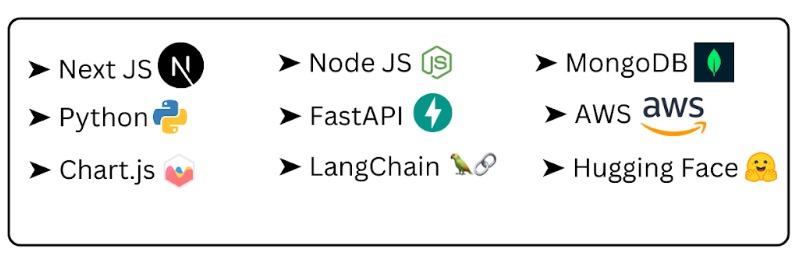 ➤ Next JS N
➤ Node JS JS
➤ MongoDB
➤ Python
➤ FastAPI
➤ AWS aws
➤ Chart.js
➤ LangChain
➤ Hugging Face